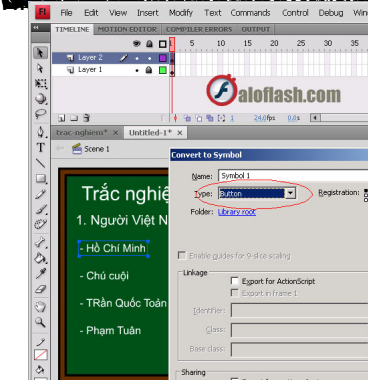 FL File Edit View Insert Modify Text Commands Control Debug
TIMELINE MOTION EDITOR COMPILER ERRORS OUTPUT
5 10 15 20 25 30 35
Layer 2
Layer 1
aloflash.com
1 24.0fps 0.0s
trac-nghiem* × Untitled-1* ×
Scene 1
Convert to Symbol
Name: Symbol 1
Type: Button Registration:
Folder: Library root
Enable guides for 9-slice scaling
Linkage
Export for ActionScript
Export in frame 1
Identifier:
Class:
Base class:
Sharing
Trắc nghiệ
1. Người Việt N
- Hồ Chí Minh
- Chú cuội
- TRần Quốc Toản
- Phạm Tuân